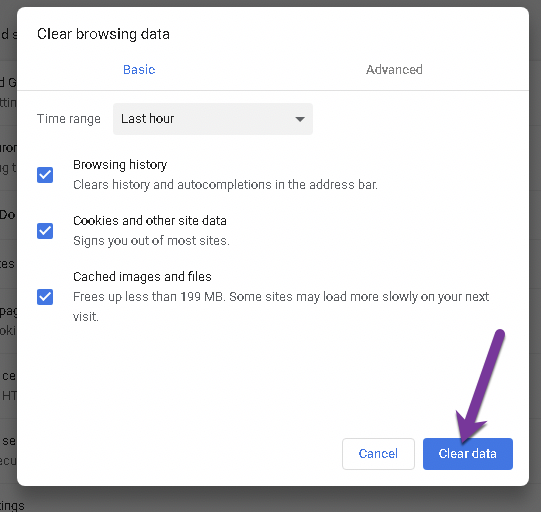 Clear browsing data
Basic
Advanced
Time range
Last hour
Browsing history
Clears history and autocompletions in the address bar.
Cookies and other site data
Signs you out of most sites.
Cached images and files
Frees up less than 199 MB. Some sites may load more slowly on your next
visit.
Cancel
Clear data